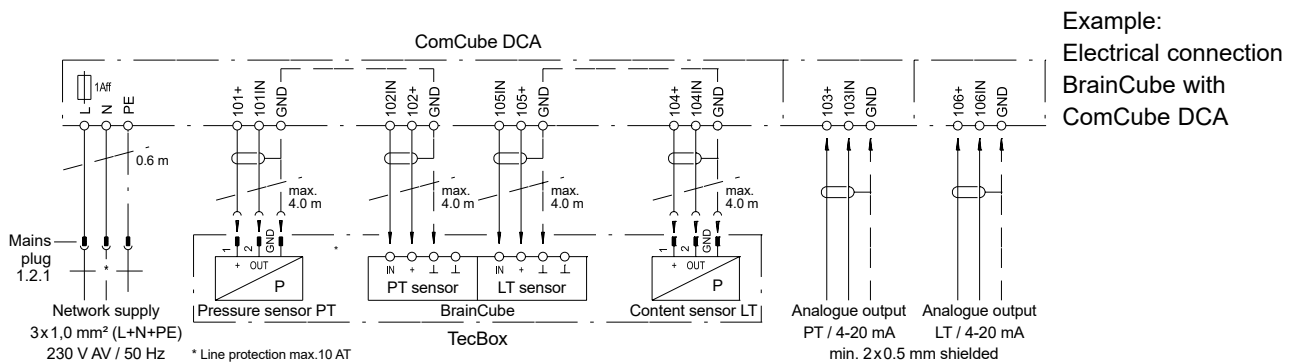 ComCube DCA
Example:
Electrical connection
BrainCube with
ComCube DCA
1Aff
L
N
PE
101+
101IN
GND
102IN
102+
GND
105IN
105+
GND
104+
104IN
GND
103+
103IN
GND
106+
106IN
GND
0.6 m
max.
4.0 m
max.
4.0 m
max.
4.0 m
max.
4.0 m
Mains
plug
1.2.1
*
1
2
GND
*
1
2
GND
+ OUT
P
IN + ⊥ ⊥
PT sensor
IN + ⊥ ⊥
LT sensor
+ OUT
P
Network supply
3x1,0 mm² (L+N+PE)
230 V AV / 50 Hz
Pressure sensor PT
BrainCube
Content sensor LT
TecBox
* Line protection max.10 AT
Analogue output
PT / 4-20 mA
Analogue output
LT / 4-20 mA
min. 2x0.5 mm shielded